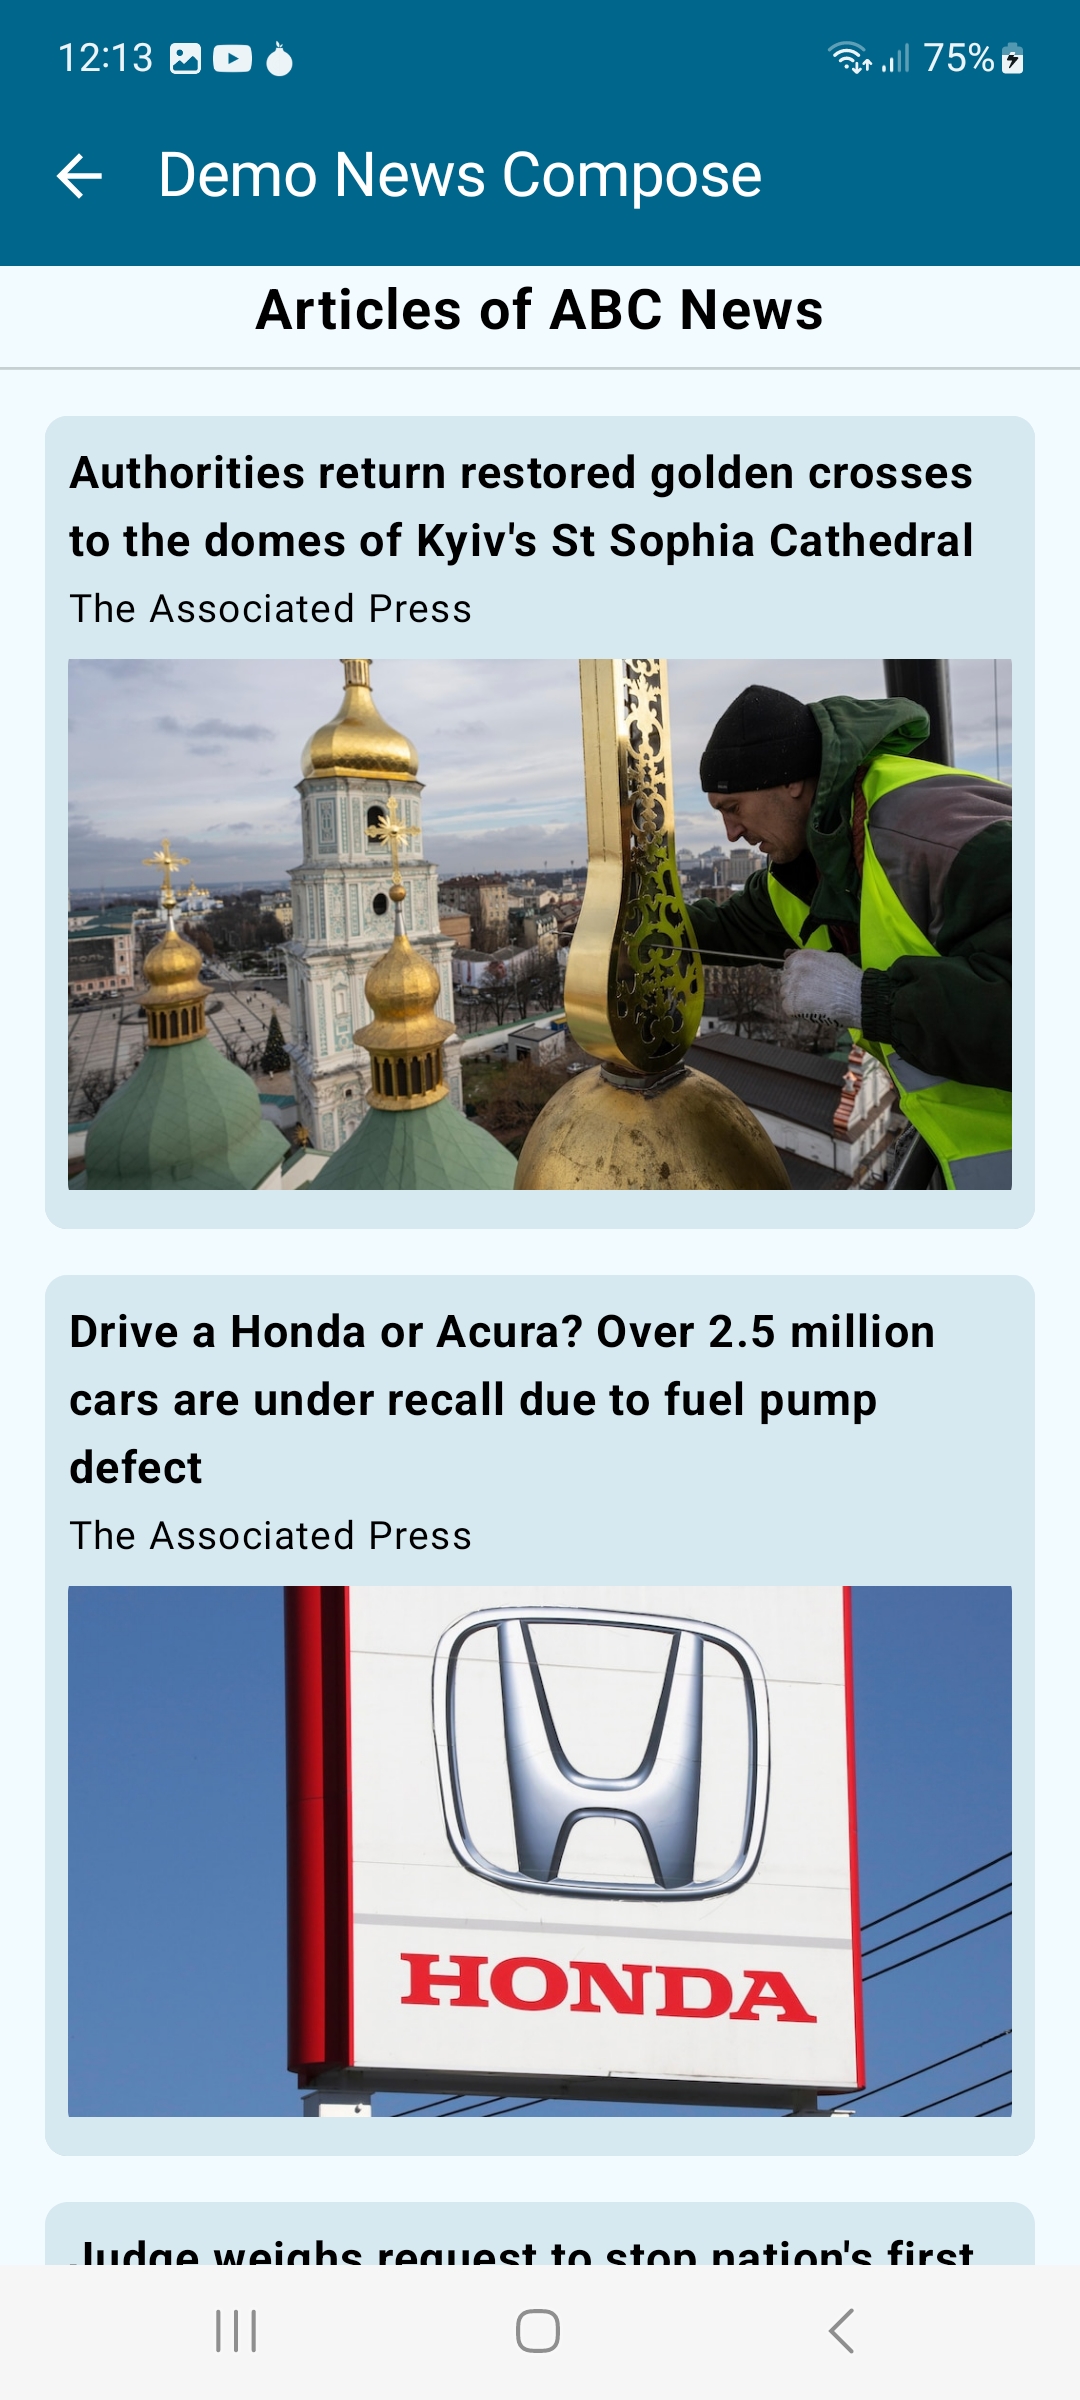 12:13
75%
Demo News Compose
Articles of ABC News
Authorities return restored golden crosses
to the domes of Kyiv's St Sophia Cathedral
The Associated Press
Drive a Honda or Acura? Over 2.5 million
cars are under recall due to fuel pump
defect
The Associated Press
HONDA
Judge weighs request to stop nation's first